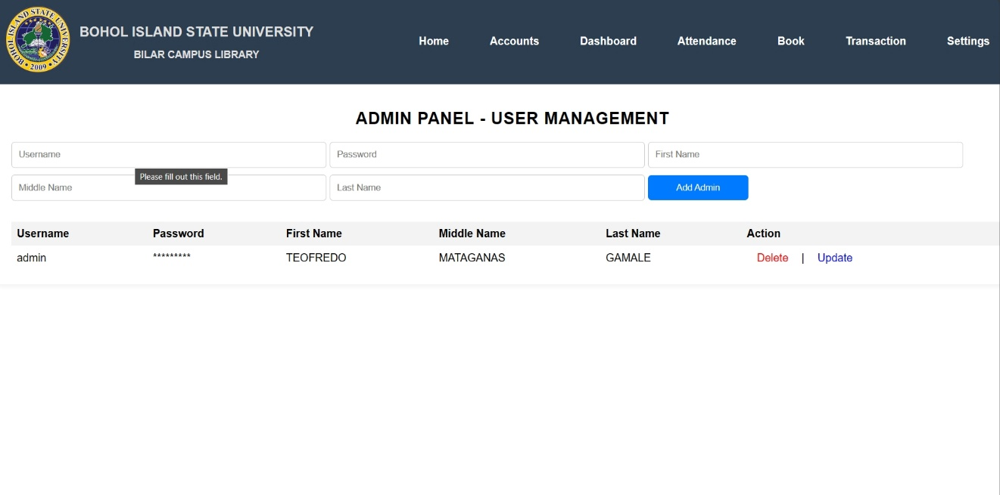 BOHOL ISLAND STATE UNIVERSITY
2009
BOHOL ISLAND STATE UNIVERSITY
BILAR CAMPUS LIBRARY
Home Accounts Dashboard Attendance Book Transaction Settings
ADMIN PANEL - USER MANAGEMENT
Username Password First Name
Please fill out this field.
Middle Name Last Name Add Admin
Username Password First Name Middle Name Last Name Action
admin ********* TEOFREDO MATAGANAS GAMALE Delete | Update